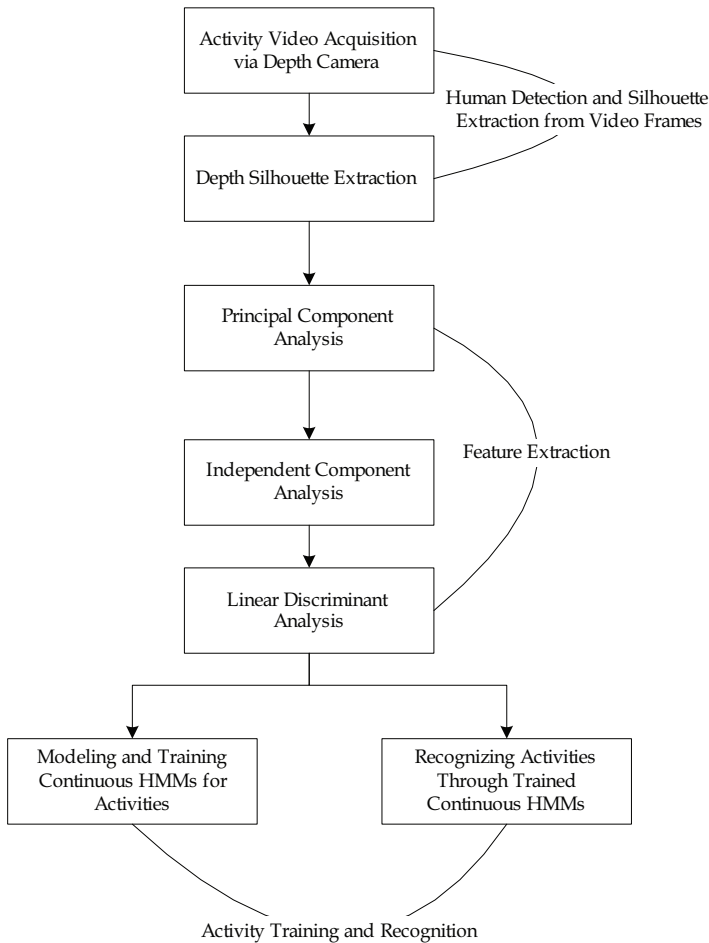 Activity Video Acquisition
via Depth Camera
Human Detection and Silhouette
Extraction from Video Frames
Depth Silhouette Extraction
Principal Component
Analysis
Feature Extraction
Independent Component
Analysis
Linear Discriminant
Analysis
Modeling and Training
Continuous HMMs for
Activities
Recognizing Activities
Through Trained
Continuous HMMs
Activity Training and Recognition